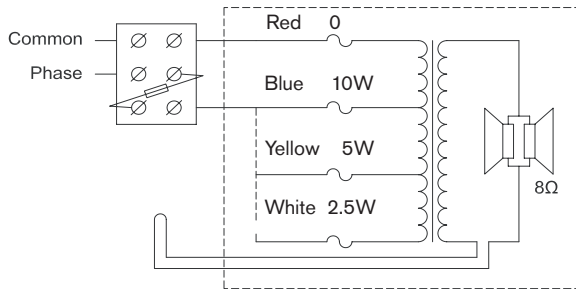 Red 0
Common
Phase
Blue 10W
Yellow 5W
White 2.5W
8Ω